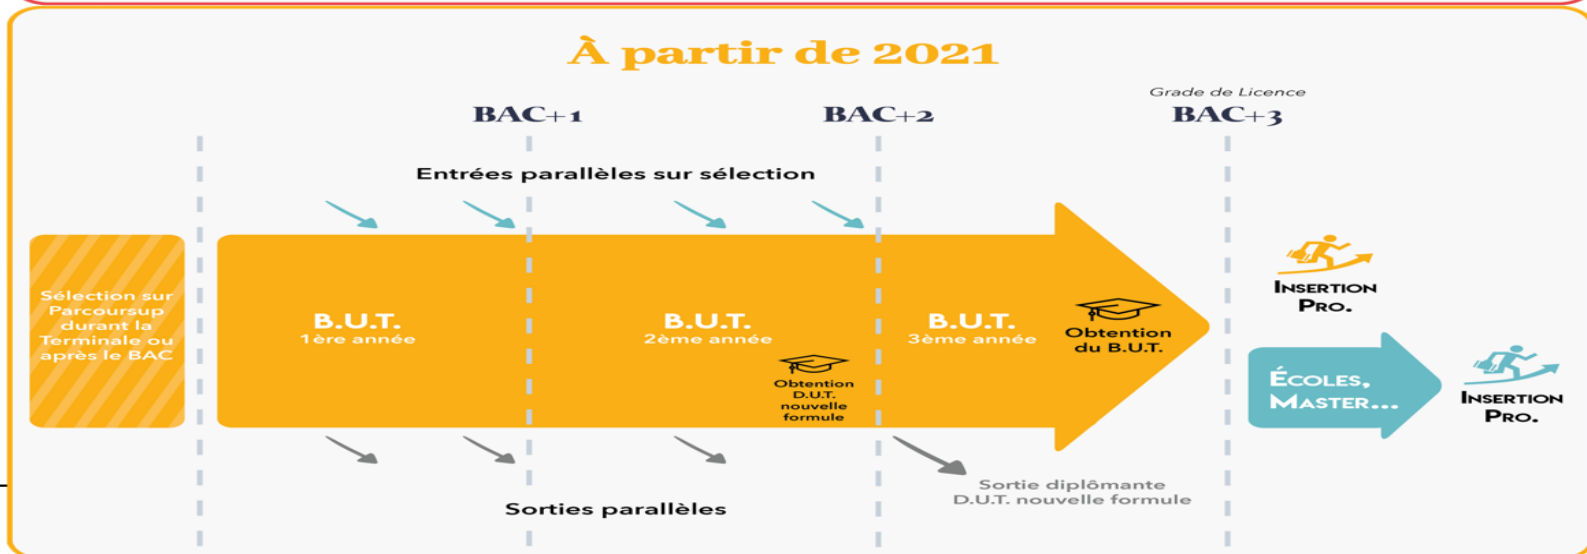 À partir de 2021
Grade de Licence
BAC+1
BAC+2
BAC+3
Entrées parallèles sur sélection
Sélection sur
Parcoursup
durant la
Terminale ou
après le BAC
B.U.T.
1ère année
B.U.T.
2ème année
Obtention
D.U.T.
nouvelle
formule
B.U.T.
3ème année
Obtention
du B.U.T.
INSERTION
PRO.
ÉCOLES,
MASTER...
INSERTION
PRO.
Sortie diplômante
D.U.T. nouvelle formule
Sorties parallèles